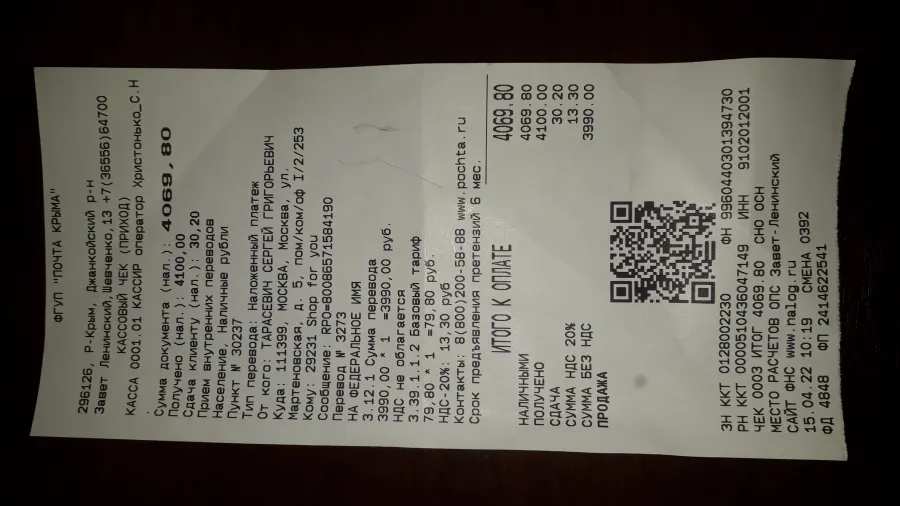 ФГУП "ПОЧТА КРЫМА"
296126, Р-Крым, Джанкойский р-н
Завет Ленинский,Шевченко,13 +7(36556)64700
КАССОВЫЙ ЧЕК (ПРИХОД)
КАССА 0001.01 КАССИР оператор Христонько_С.Н
Сумма документа (нал.): 4069,80
Получено (нал.): 4100,00
Сдача клиенту (нал.): 30,20
Прием внутренних переводов
Население, Наличные рубли
Пункт № 30237
Тип перевода: Наложенный платеж
От кого: ТАРАСЕВИЧ СЕРГЕЙ ГРИГОРЬЕВИЧ
Куда: 111399, МОСКВА, Москва, ул.
Мартеновская, д. 5, пом/ком/оф I/2/253
Кому: 29231 Shop for you
Сообщение: RPO=80086571584190
Перевод № 3273
НА ФЕДЕРАЛЬНОЕ ИМЯ
3.12.1 Сумма перевода
3990,00 * 1 =3990,00 руб.
НДС не облагается
3.39.1.1.2 Базовый тариф
79.80 * 1 =79,80 руб.
НДС-20%: 13,30 руб
Контакты: 8(800)200-58-88 www.pochta.ru
Срок предъявления претензий 6 мес.
ИТОГО К ОПЛАТЕ 4069.80
НАЛИЧНЫМИ 4069.80
ПОЛУЧЕНО 4100.00
СДАЧА 30.20
СУММА НДС 20% 13.30
СУММА БЕЗ НДС 3990.00
ПРОДАЖА
ЗН ККТ 0128002230 ФН 9960440301394730
РН ККТ 0000510436047149 ИНН 9102012001
ЧЕК 0003 ИТОГ 4069.80 СНО ОСН
МЕСТО РАСЧЕТОВ ОПС Завет-Ленинский
САЙТ ФНС www.nalog.ru
15.04.22 10:19 СМЕНА 0392
ФД 4848 ФП 2414622541